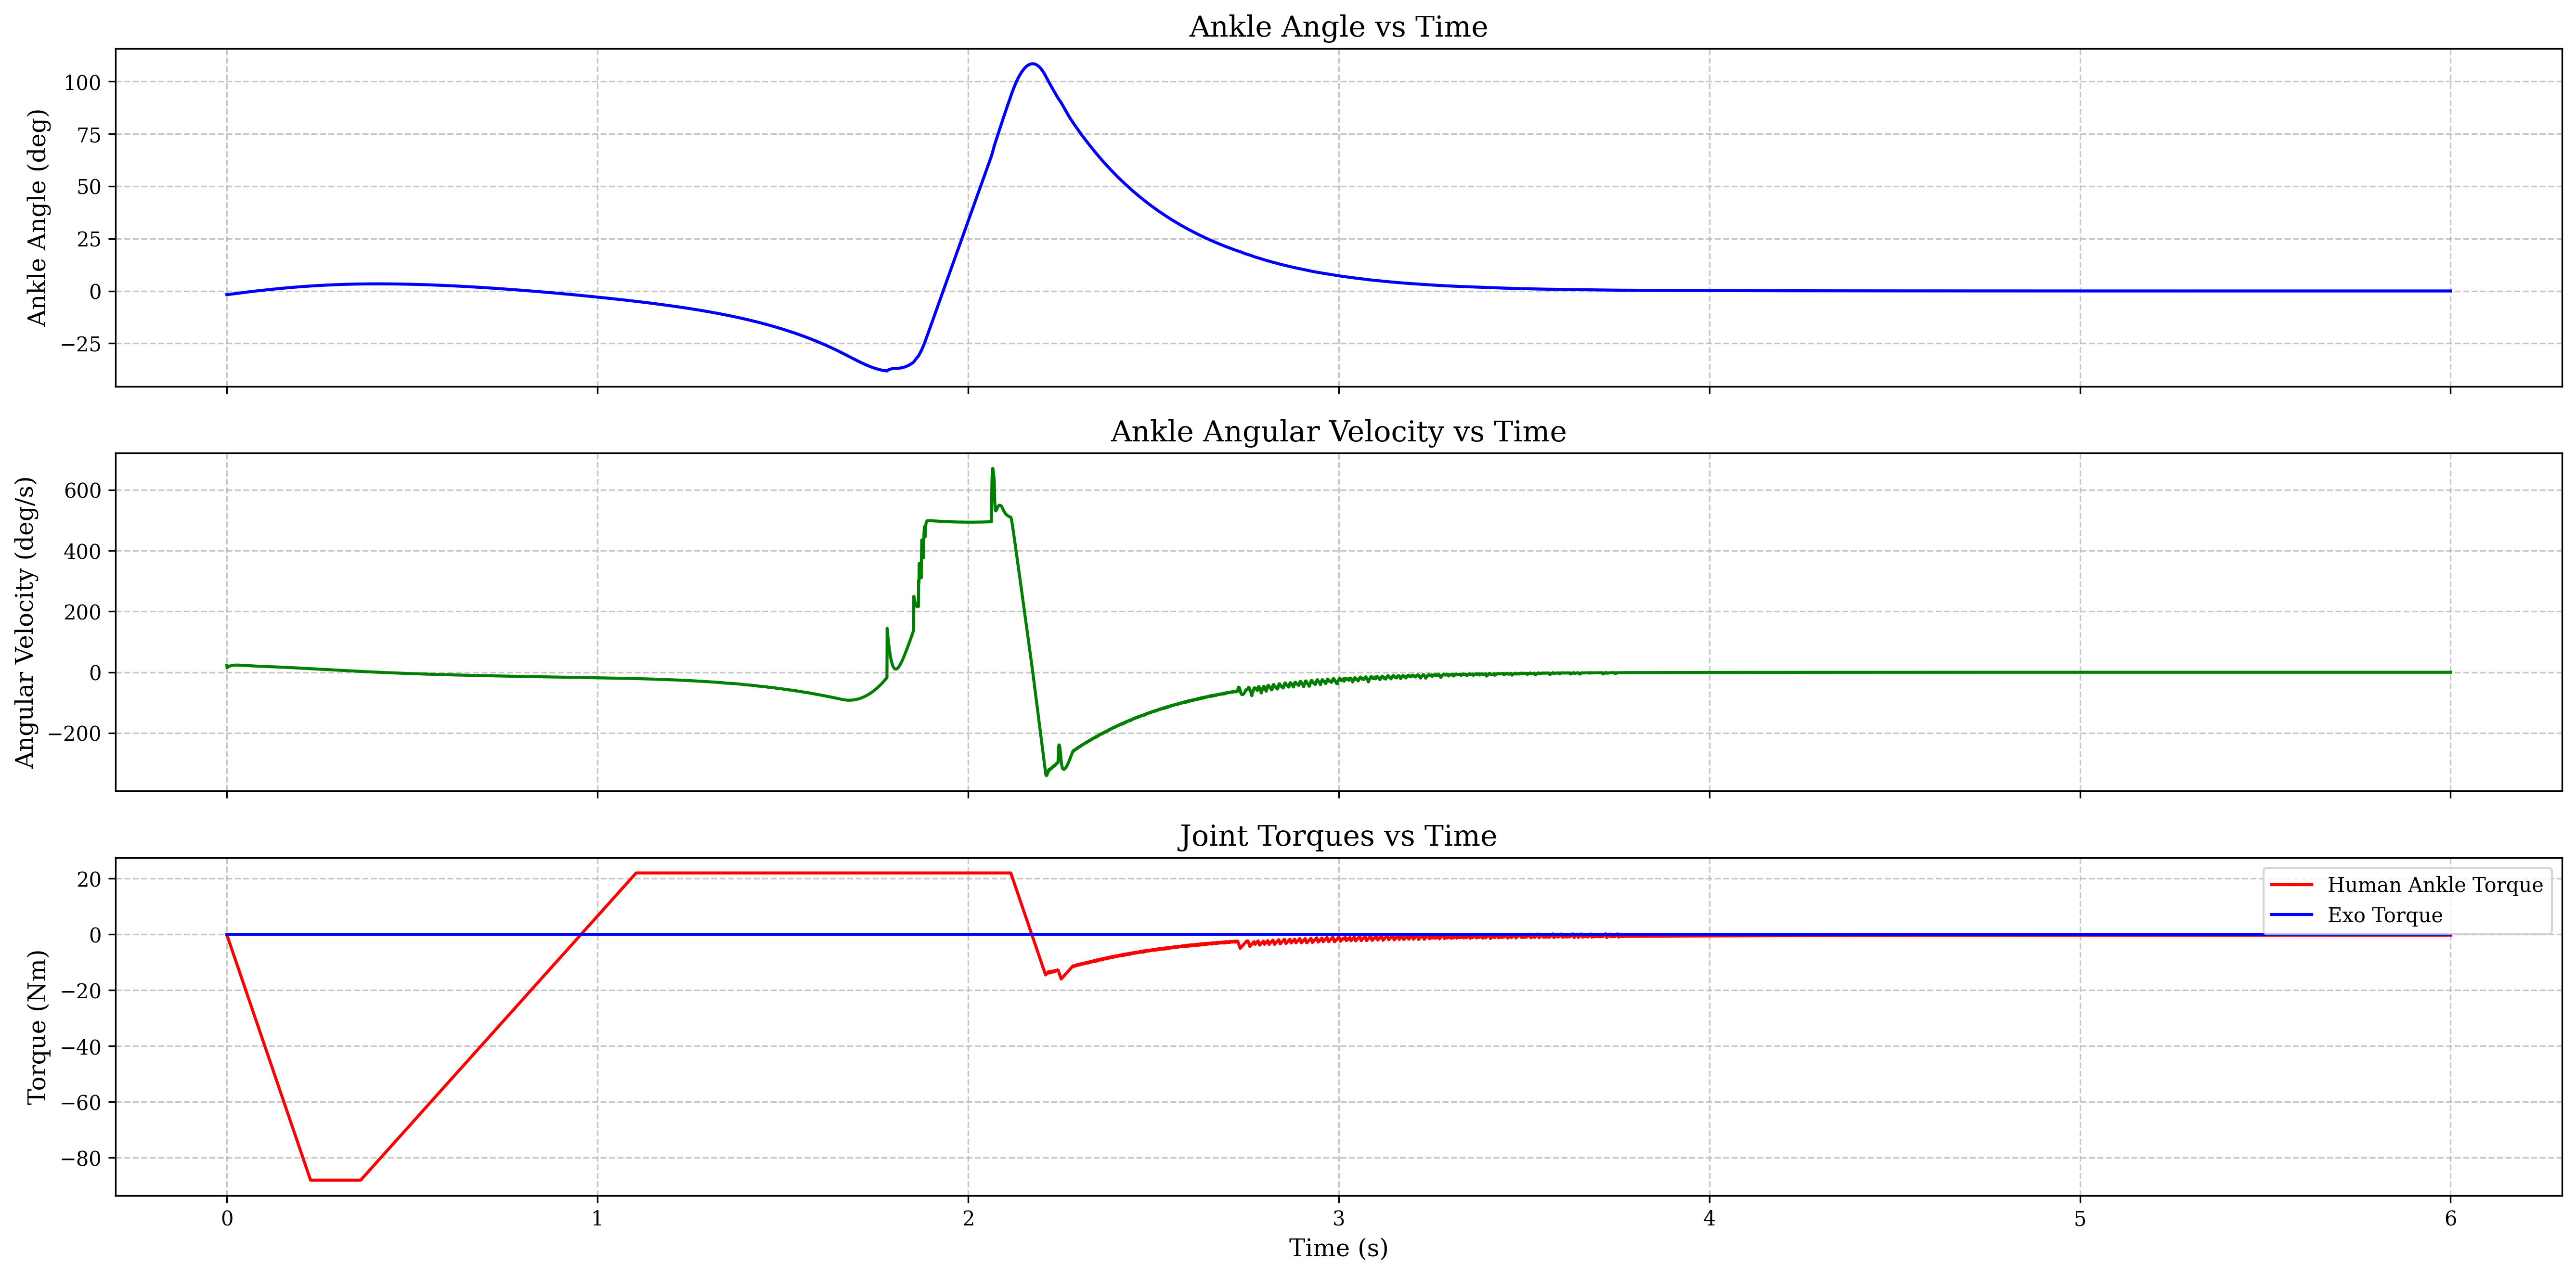 Ankle Angle vs Time
Ankle Angle (deg)
100
75
50
25
0
−25
Ankle Angular Velocity vs Time
Angular Velocity (deg/s)
600
400
200
0
−200
Joint Torques vs Time
Torque (Nm)
20
0
−20
−40
−60
−80
Human Ankle Torque
Exo Torque
0 1 2 3 4 5 6
Time (s)